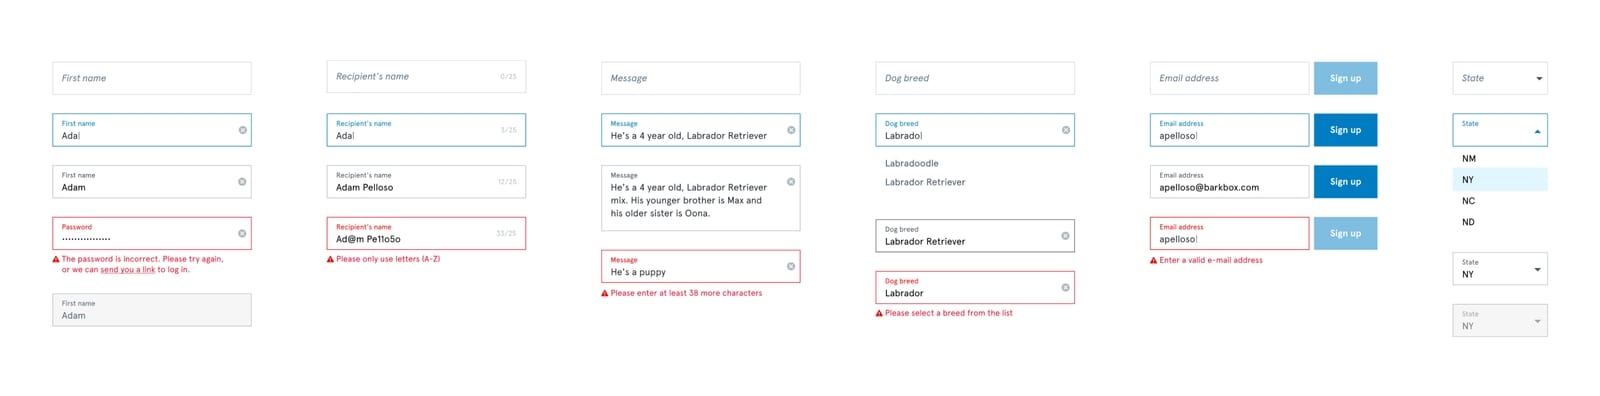 First name
First name
Ada
First name
Adam
Password
................
The password is incorrect. Please try again,
or we can send you a link to log in.
First name
Adam
Recipient's name
0/25
Recipient's name
Ada
3/25
Recipient's name
Adam Pelloso
12/25
Recipient's name
Ad@m Pe11o5o
33/25
Please only use letters (A-Z)
Message
Message
He's a 4 year old, Labrador Retriever
Message
He's a 4 year old, Labrador Retriever
mix. His younger brother is Max and
his older sister is Oona.
Message
He's a puppy
Please enter at least 38 more characters
Dog breed
Dog breed
Labrado
Labradoodle
Labrador Retriever
Dog breed
Labrador Retriever
Dog breed
Labrador
Please select a breed from the list
Email address
Sign up
Email address
apelloso
Sign up
Email address
apelloso@barkbox.com
Sign up
Email address
apelloso
Sign up
Enter a valid e-mail address
State
State
NM
NY
NC
ND
State
NY
State
NY